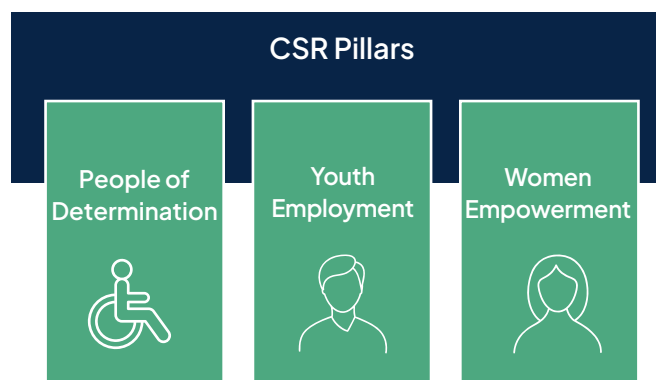 CSR Pillars
People of
Determination
Youth
Employment
Women
Empowerment